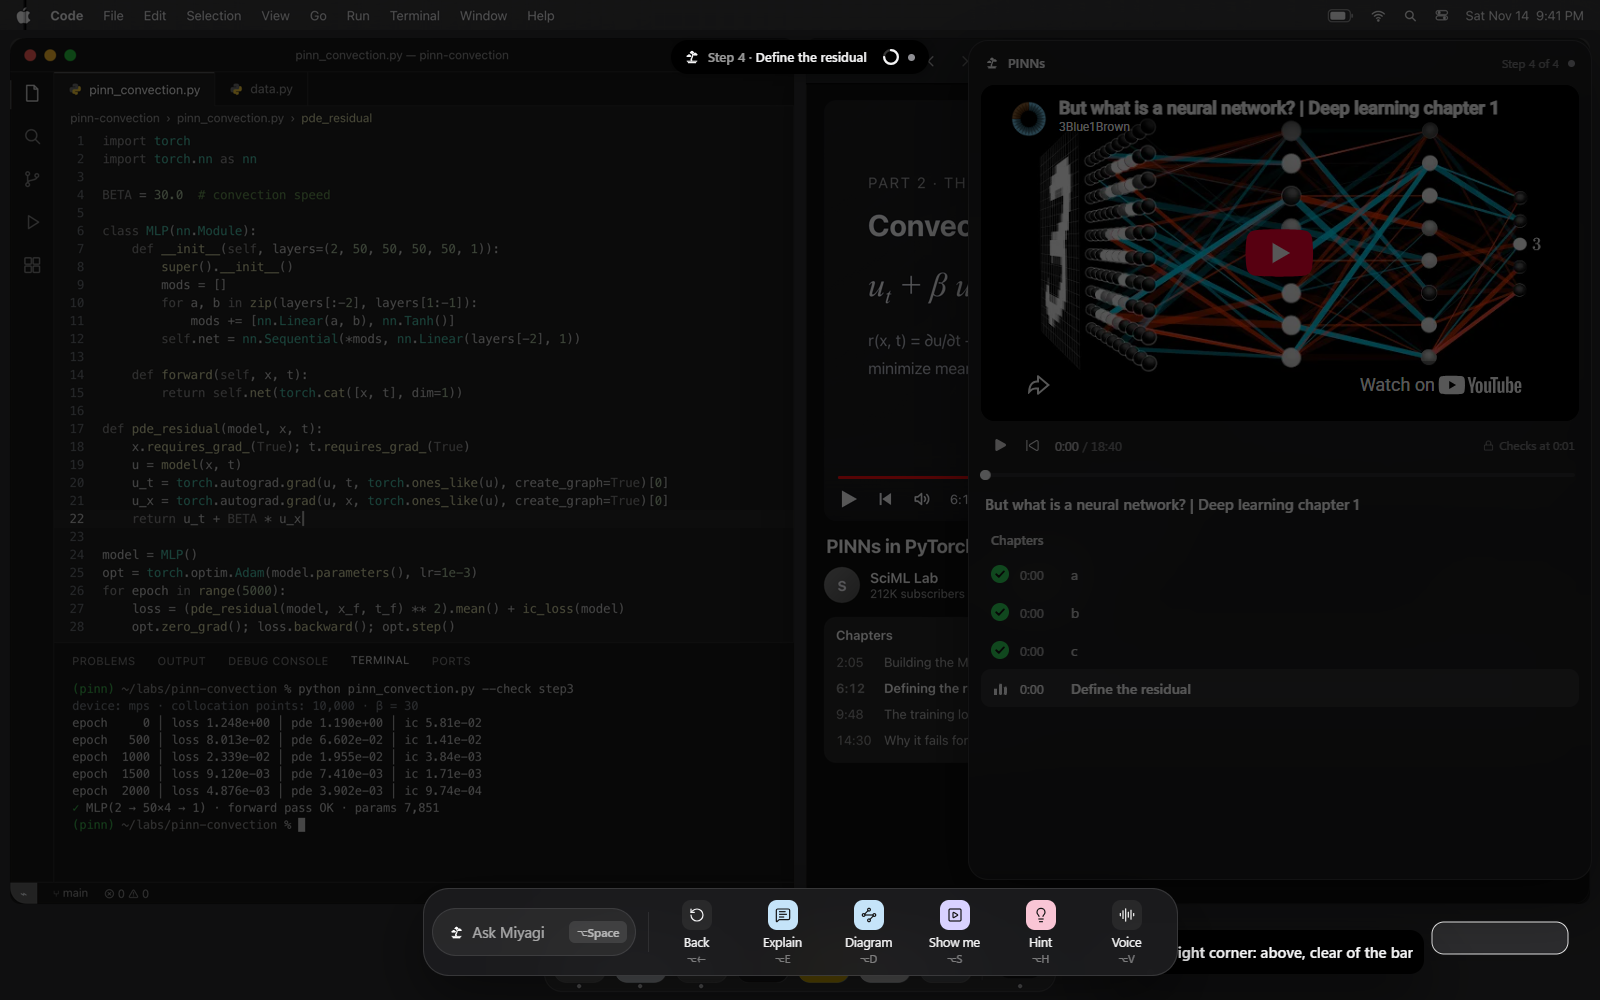 Code File Edit Selection View Go Run Terminal Window Help
Sat Nov 14 9:41 PM
pinn_convection.py — pinn-convection
Step 4 · Define the residual
pinn_convection.py data.py
pinn-convection › pinn_convection.py › pde_residual
1 import torch
2 import torch.nn as nn
3
4 BETA = 30.0 # convection speed
5
6 class MLP(nn.Module):
7 def __init__(self, layers=(2, 50, 50, 50, 50, 1)):
8 super().__init__()
9 mods = []
10 for a, b in zip(layers[:-2], layers[1:-1]):
11 mods += [nn.Linear(a, b), nn.Tanh()]
12 self.net = nn.Sequential(*mods, nn.Linear(layers[-2], 1))
13
14 def forward(self, x, t):
15 return self.net(torch.cat([x, t], dim=1))
16
17 def pde_residual(model, x, t):
18 x.requires_grad_(True); t.requires_grad_(True)
19 u = model(x, t)
20 u_t = torch.autograd.grad(u, t, torch.ones_like(u), create_graph=True)[0]
21 u_x = torch.autograd.grad(u, x, torch.ones_like(u), create_graph=True)[0]
22 return u_t + BETA * u_x
23
24 model = MLP()
25 opt = torch.optim.Adam(model.parameters(), lr=1e-3)
26 for epoch in range(5000):
27 loss = (pde_residual(model, x_f, t_f) ** 2).mean() + ic_loss(model)
28 opt.zero_grad(); loss.backward(); opt.step()
PROBLEMS OUTPUT DEBUG CONSOLE TERMINAL PORTS
(pinn) ~/labs/pinn-convection % python pinn_convection.py --check step3
device: mps · collocation points: 10,000 · β = 30
epoch 0 | loss 1.248e+00 | pde 1.190e+00 | ic 5.81e-02
epoch 500 | loss 8.013e-02 | pde 6.602e-02 | ic 1.41e-02
epoch 1000 | loss 2.339e-02 | pde 1.955e-02 | ic 3.84e-03
epoch 1500 | loss 9.120e-03 | pde 7.410e-03 | ic 1.71e-03
epoch 2000 | loss 4.876e-03 | pde 3.902e-03 | ic 9.74e-04
✓ MLP(2 → 50×4 → 1) · forward pass OK · params 7,851
(pinn) ~/labs/pinn-convection %
main 0 0
PART 2 · TH
Convec
u_t + β u
r(x, t) = ∂u/∂t
minimize mea
6:1
PINNs in PyTorc
S
SciML Lab
212K subscribers
Chapters
2:05 Building the M
6:12 Defining the r
9:48 The training lo
14:30 Why it fails for
PINNs Step 4 of 4
But what is a neural network? | Deep learning chapter 1
3Blue1Brown
3
Watch on YouTube
0:00 / 18:40 Checks at 0:01
But what is a neural network? | Deep learning chapter 1
Chapters
0:00 a
0:00 b
0:00 c
0:00 Define the residual
Ask Miyagi ⌥Space
Back Explain Diagram Show me Hint Voice
⌥← ⌥E ⌥D ⌥S ⌥H ⌥V
ight corner: above, clear of the bar